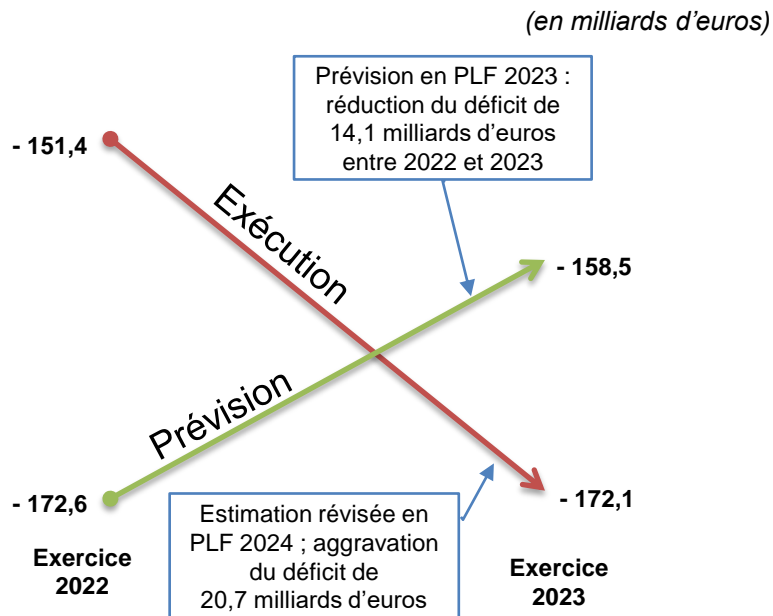 (en milliards d’euros)
Prévision en PLF 2023 :
réduction du déficit de
14,1 milliards d’euros
entre 2022 et 2023
- 151,4
Exécution
- 158,5
Prévision
- 172,6
- 172,1
Estimation révisée en
PLF 2024 ; aggravation
du déficit de
20,7 milliards d’euros
Exercice
2022
Exercice
2023